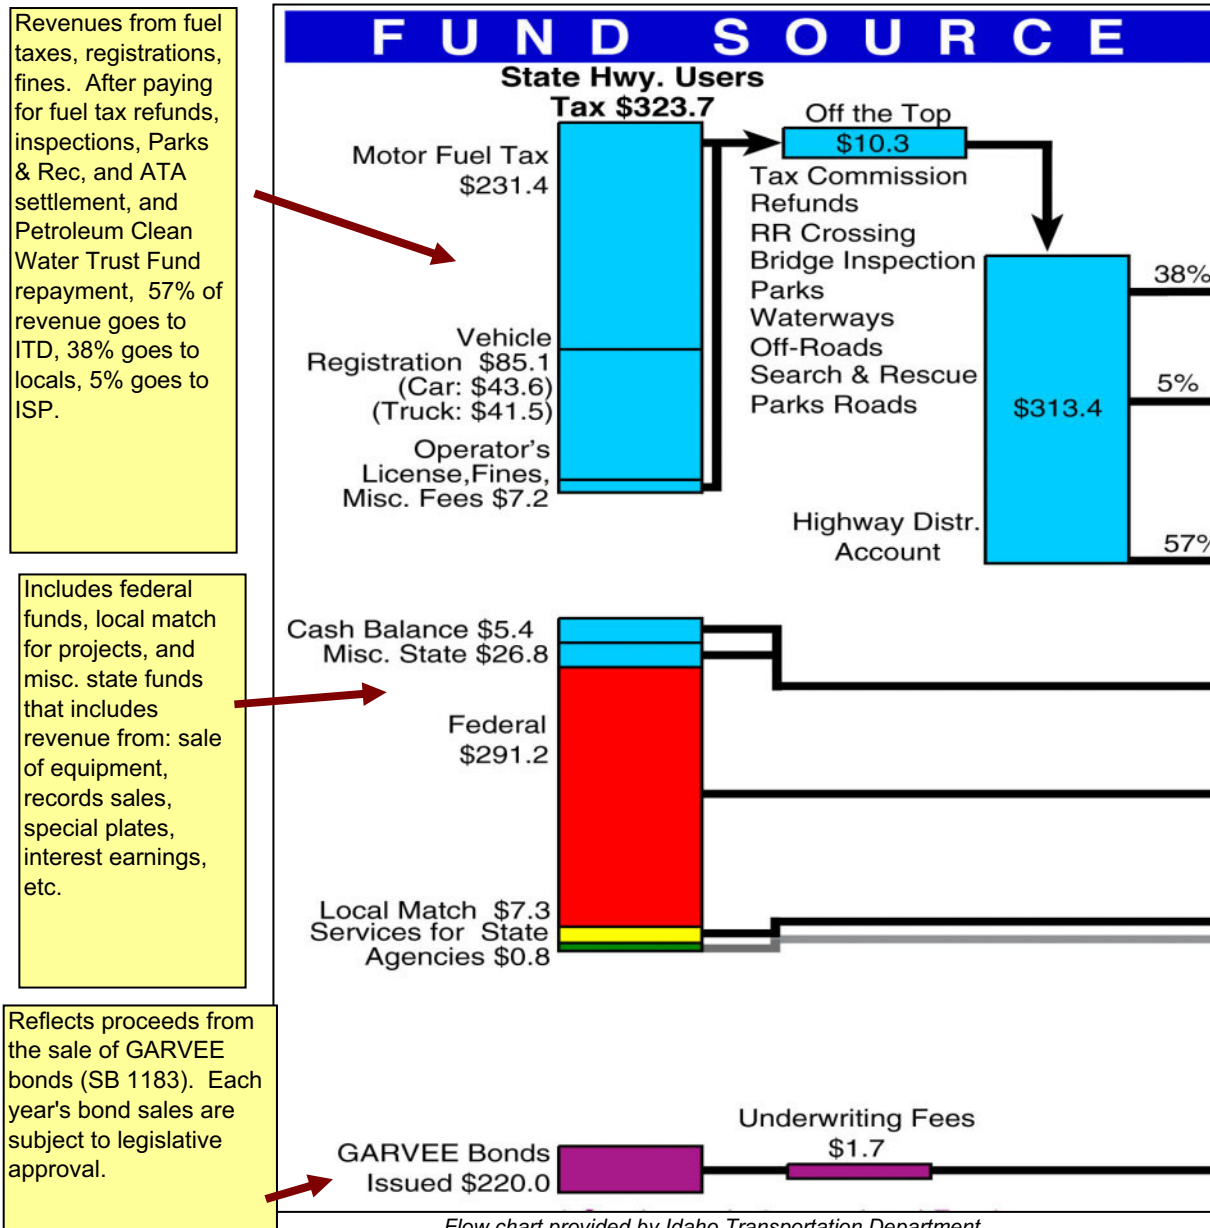 Revenues from fuel
taxes, registrations,
fines.  After paying
for fuel tax refunds,
inspections, Parks
& Rec, and ATA
settlement, and
Petroleum Clean
Water Trust Fund
repayment,  57% of
revenue goes to
ITD, 38% goes to
locals, 5% goes to
ISP.
Includes federal
funds, local match
for projects, and
misc. state funds
that includes
revenue from: sale
of equipment,
records sales,
special plates,
interest earnings,
etc.
Reflects proceeds from
the sale of GARVEE
bonds (SB 1183).  Each
year's bond sales are
subject to legislative
approval.
FUND SOURCE
State Hwy. Users
Tax $323.7
Motor Fuel Tax
$231.4
Vehicle
Registration  $85.1
(Car: $43.6)
(Truck: $41.5)
Operator's
License,Fines,
Misc. Fees $7.2
Off the Top
$10.3
Tax Commission
Refunds
RR Crossing
Bridge Inspection
Parks
Waterways
Off-Roads
Search & Rescue
Parks Roads
$313.4
Highway Distr.
Account
38%
5%
57%
Cash Balance $5.4
Misc. State $26.8
Federal
$291.2
Local Match  $7.3
Services for  State
Agencies $0.8
GARVEE Bonds
Issued $220.0
Underwriting Fees
$1.7
Flow chart provided by Idaho Transportation Department